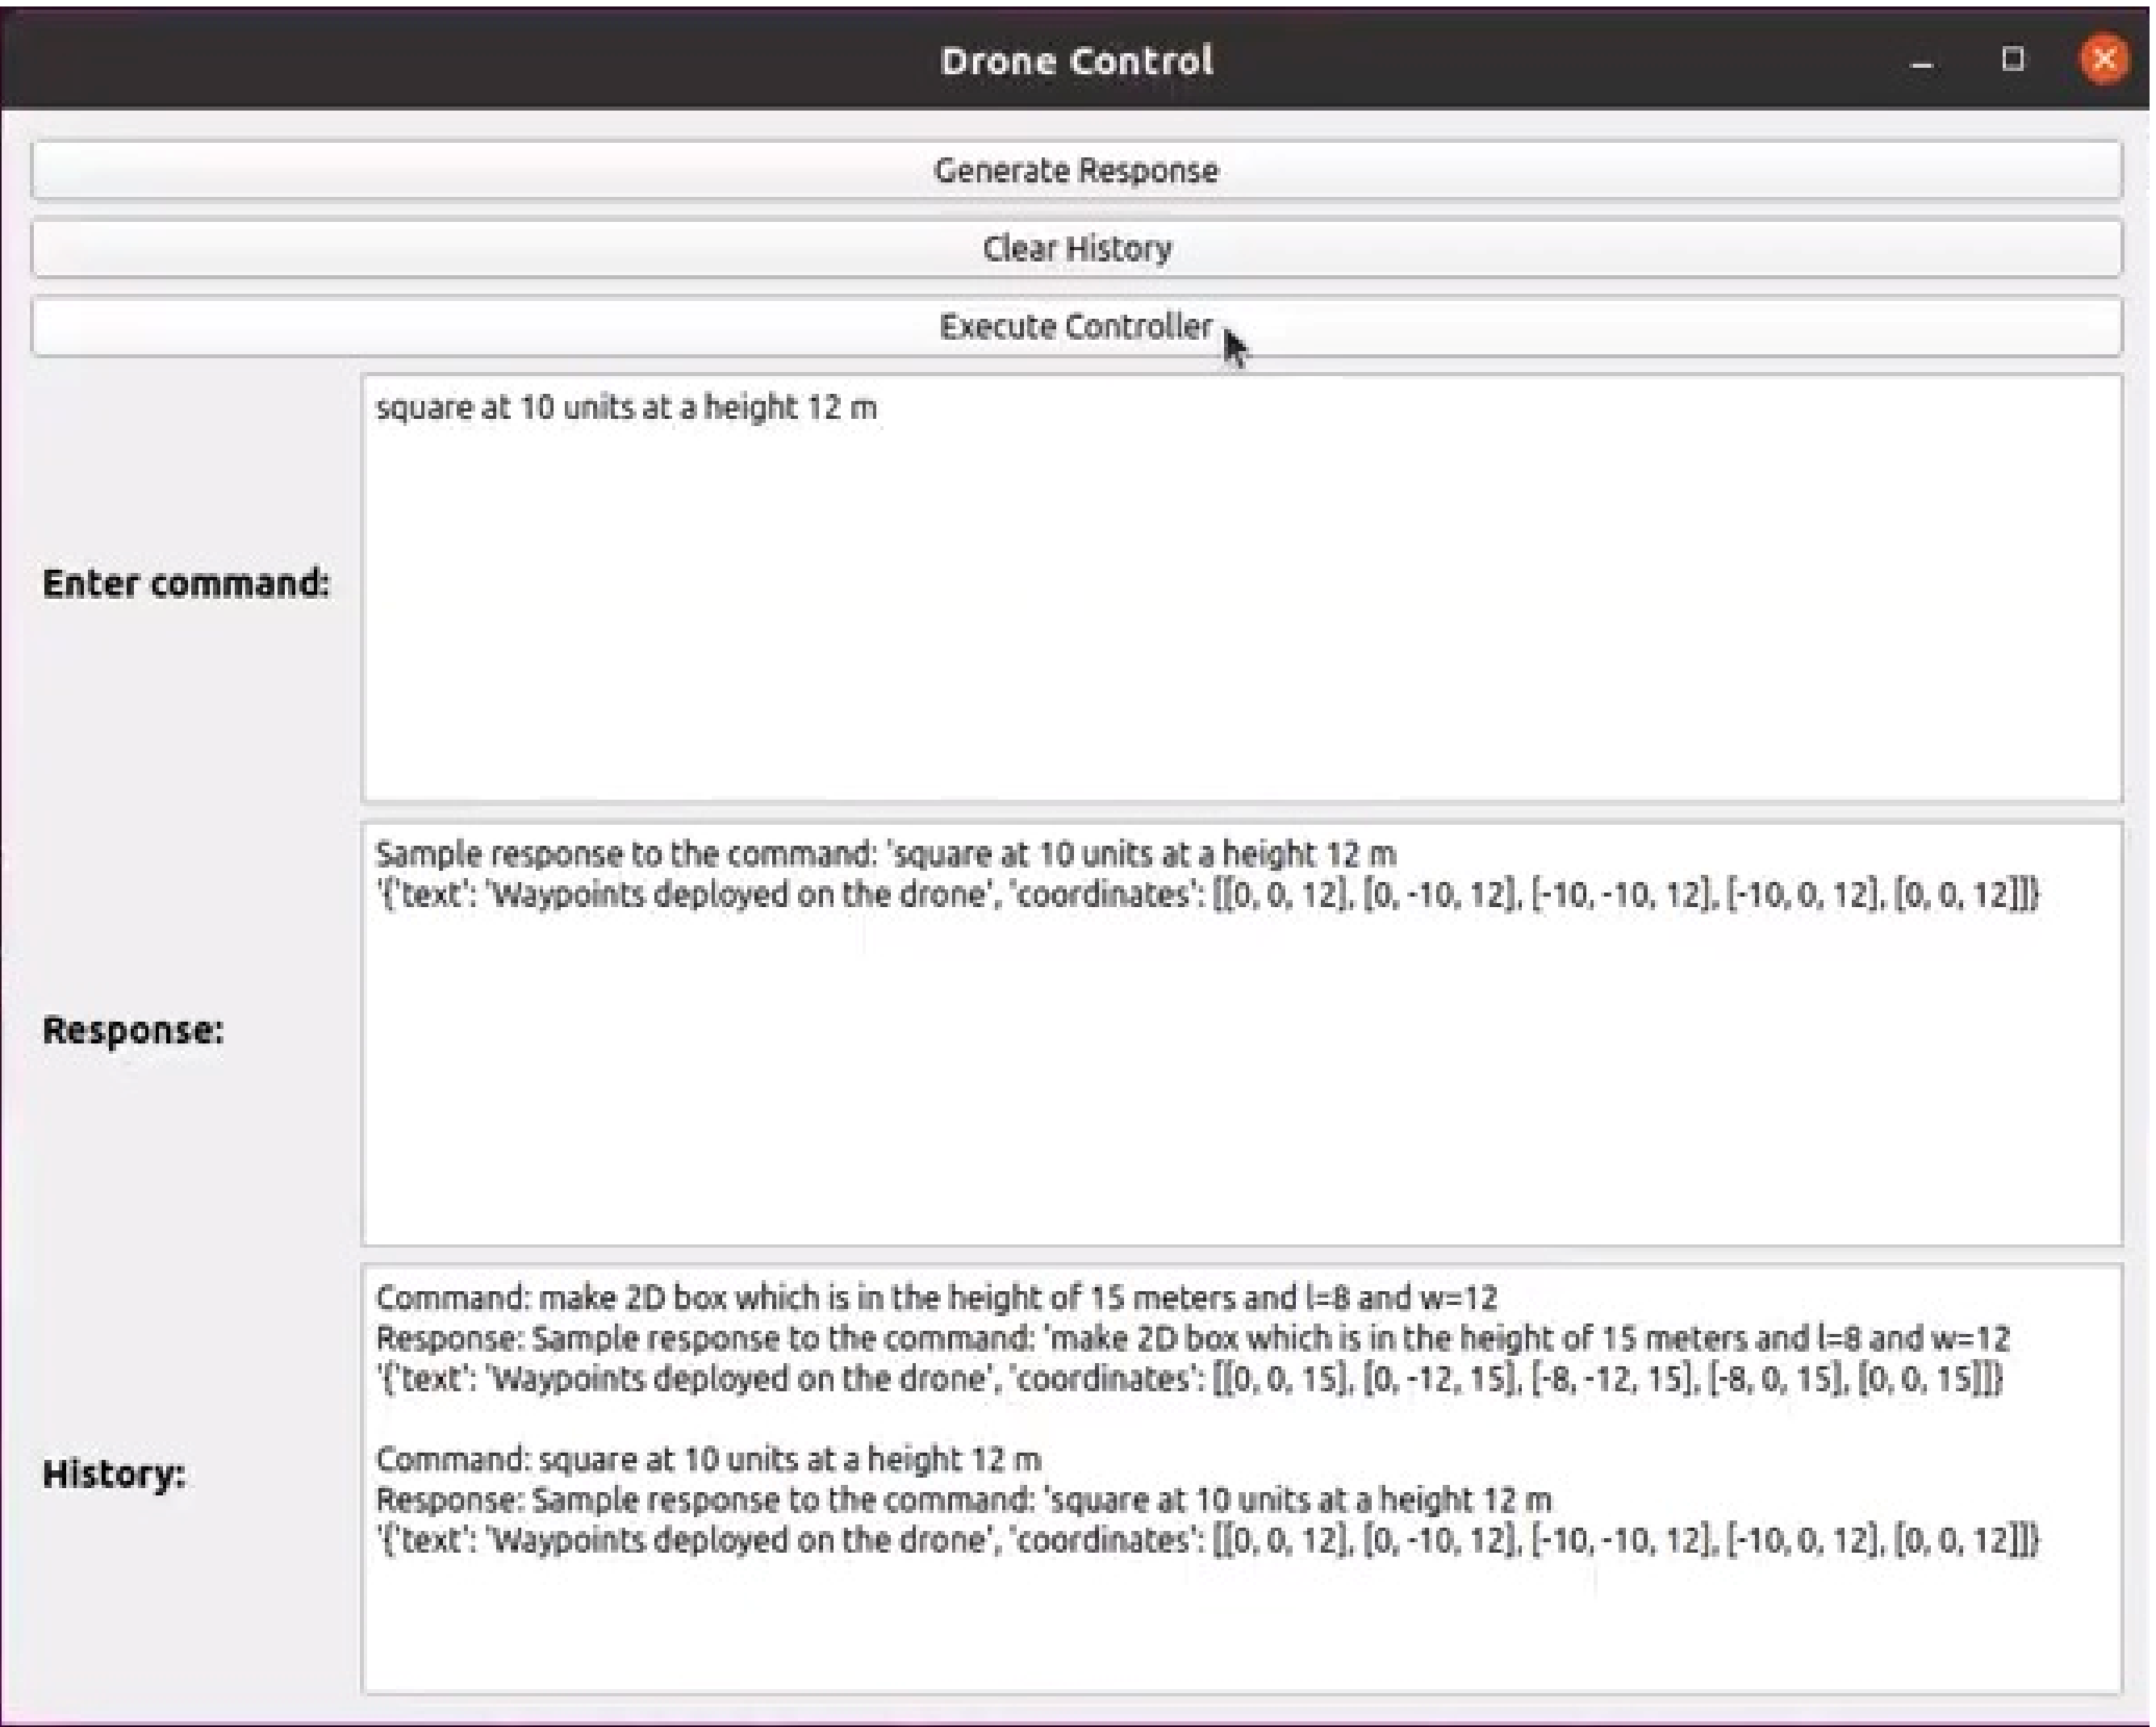 Drone Control
Generate Response
Clear History
Execute Controller
Enter command:
square at 10 units at a height 12 m
Response:
Sample response to the command: 'square at 10 units at a height 12 m
'{'text': 'Waypoints deployed on the drone', 'coordinates': [[[0, 0, 12], [0, -10, 12], [-10, -10, 12], [-10, 0, 12], [0, 0, 12]]]}
History:
Command: make 2D box which is in the height of 15 meters and l=8 and w=12
Response: Sample response to the command: 'make 2D box which is in the height of 15 meters and l=8 and w=12
'{'text': 'Waypoints deployed on the drone', 'coordinates': [[[0, 0, 15], [0, -12, 15], [-8, -12, 15], [-8, 0, 15], [0, 0, 15]]]}
Command: square at 10 units at a height 12 m
Response: Sample response to the command: 'square at 10 units at a height 12 m
'{'text': 'Waypoints deployed on the drone', 'coordinates': [[[0, 0, 12], [0, -10, 12], [-10, -10, 12], [-10, 0, 12], [0, 0, 12]]]}